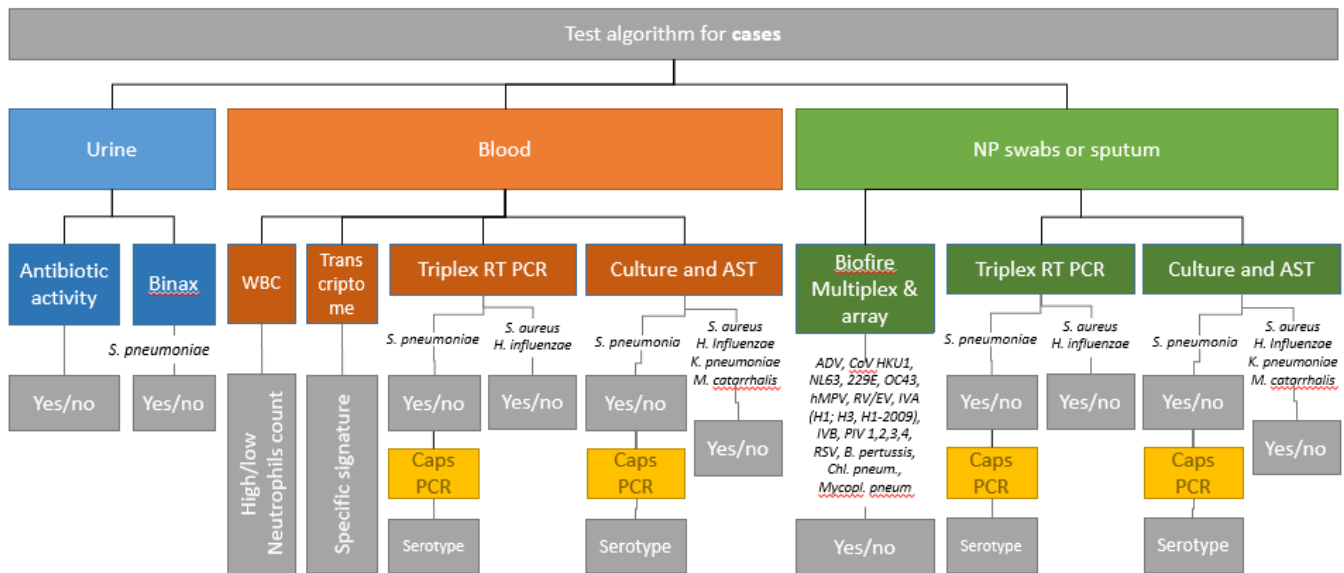 Test algorithm for cases
Urine
Blood
NP swabs or sputum
Antibiotic
activity
Binax
WBC
Trans
cripto
me
Triplex RT PCR
Culture and AST
Biofire
Multiplex &
array
Triplex RT PCR
Culture and AST
S. pneumoniae
S. pneumoniae
S. aureus
H. influenzae
S. pneumonia
S. aureus
H. Influenzae
K. pneumoniae
M. catarrhalis
ADV, CoV HKU1,
NL63, 229E, OC43,
hMPV, RV/EV, IVA
(H1; H3, H1-2009),
IVB, PIV 1,2,3,4,
RSV, B. pertussis,
Chl. pneum.,
Mycopl. pneum
S. pneumoniae
S. aureus
H. influenzae
S. pneumonia
S. aureus
H. Influenzae
K. pneumoniae
M. catarrhalis
Yes/no
Yes/no
High/low
Neutrophils count
Specific signature
Yes/no
Yes/no
Yes/no
Yes/no
Yes/no
Yes/no
Yes/no
Yes/no
Yes/no
Caps
PCR
Caps
PCR
Caps
PCR
Caps
PCR
Serotype
Serotype
Serotype
Serotype